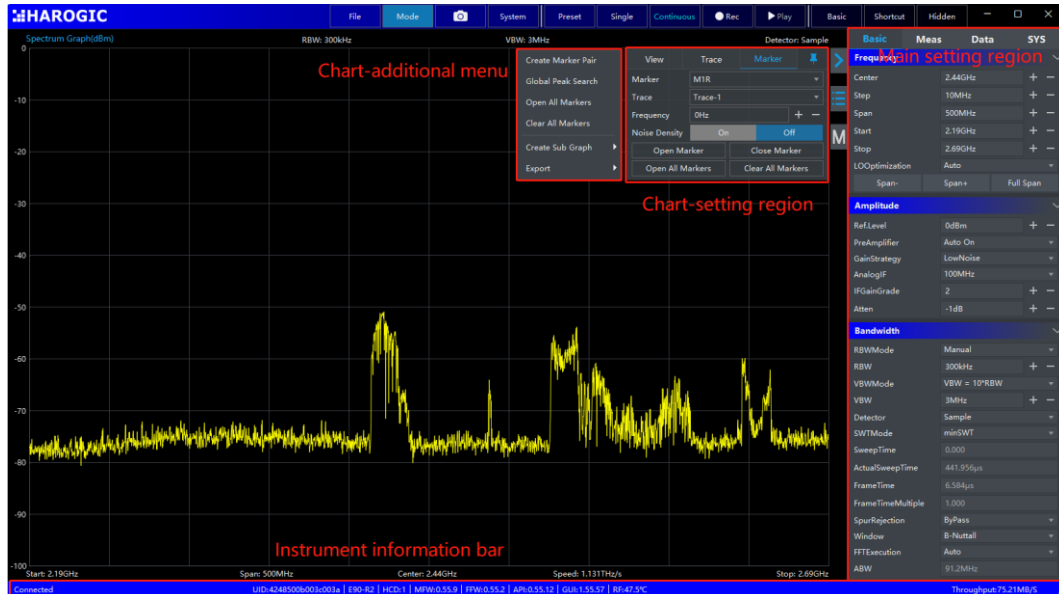 HAROGIC File Mode System Preset Single Continuous Rec Play Basic Shortcut Hidden
Spectrum Graph(dBm) RBW: 300kHz VBW: 3MHz Detector: Sample
0
-10
-20
-30
-40
-50
-60
-70
-80
-90
-100
Start: 2.19GHz Span: 500MHz Center: 2.44GHz Speed: 1.131THz/s Stop: 2.69GHz
Chart-additional menu
Create Marker Pair
Global Peak Search
Open All Markers
Clear All Markers
Create Sub Graph
Export
View Trace Marker
Marker M1R
Trace Trace-1
Frequency 0Hz + −
Noise Density On Off
Open Marker Close Marker
Open All Markers Clear All Markers
M
Chart-setting region
Basic Meas Data SYS
Main setting region
Frequency
Center 2.44GHz + −
Step 10MHz + −
Span 500MHz + −
Start 2.19GHz + −
Stop 2.69GHz + −
LOOptimization Auto
Span- Span+ Full Span
Amplitude
Ref.Level 0dBm + −
PreAmplifier Auto On
GainStrategy LowNoise
AnalogIF 100MHz
IFGainGrade 2 + −
Atten -1dB + −
Bandwidth
RBWMode Manual
RBW 300kHz + −
VBWMode VBW = 10*RBW
VBW 3MHz + −
Detector Sample
SWTMode minSWT
SweepTime 0.000
ActualSweepTime 441.956μs
FrameTime 6.584μs
FrameTimeMultiple 1.000
SpurRejection ByPass
Window B-Nuttall
FFTExecution Auto
ABW 91.2MHz
Instrument information bar
Connected UID:4248500b003c003a | E90-R2 | HCD:1 | MFW:0.55.9 | FFW:0.55.2 | API:0.55.12 | GUI:1.55.57 | RF:47.5°C Throughput:75.21MB/S